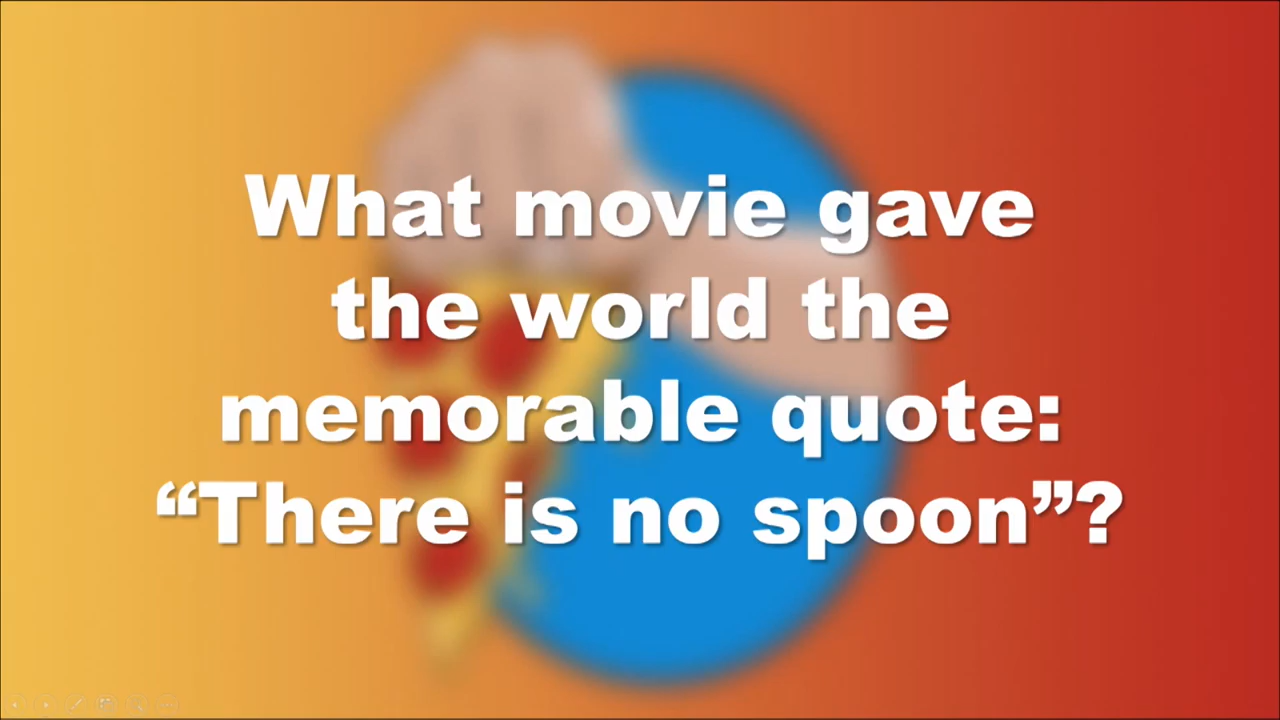 What movie gave
the world the
memorable quote:
“There is no spoon”?